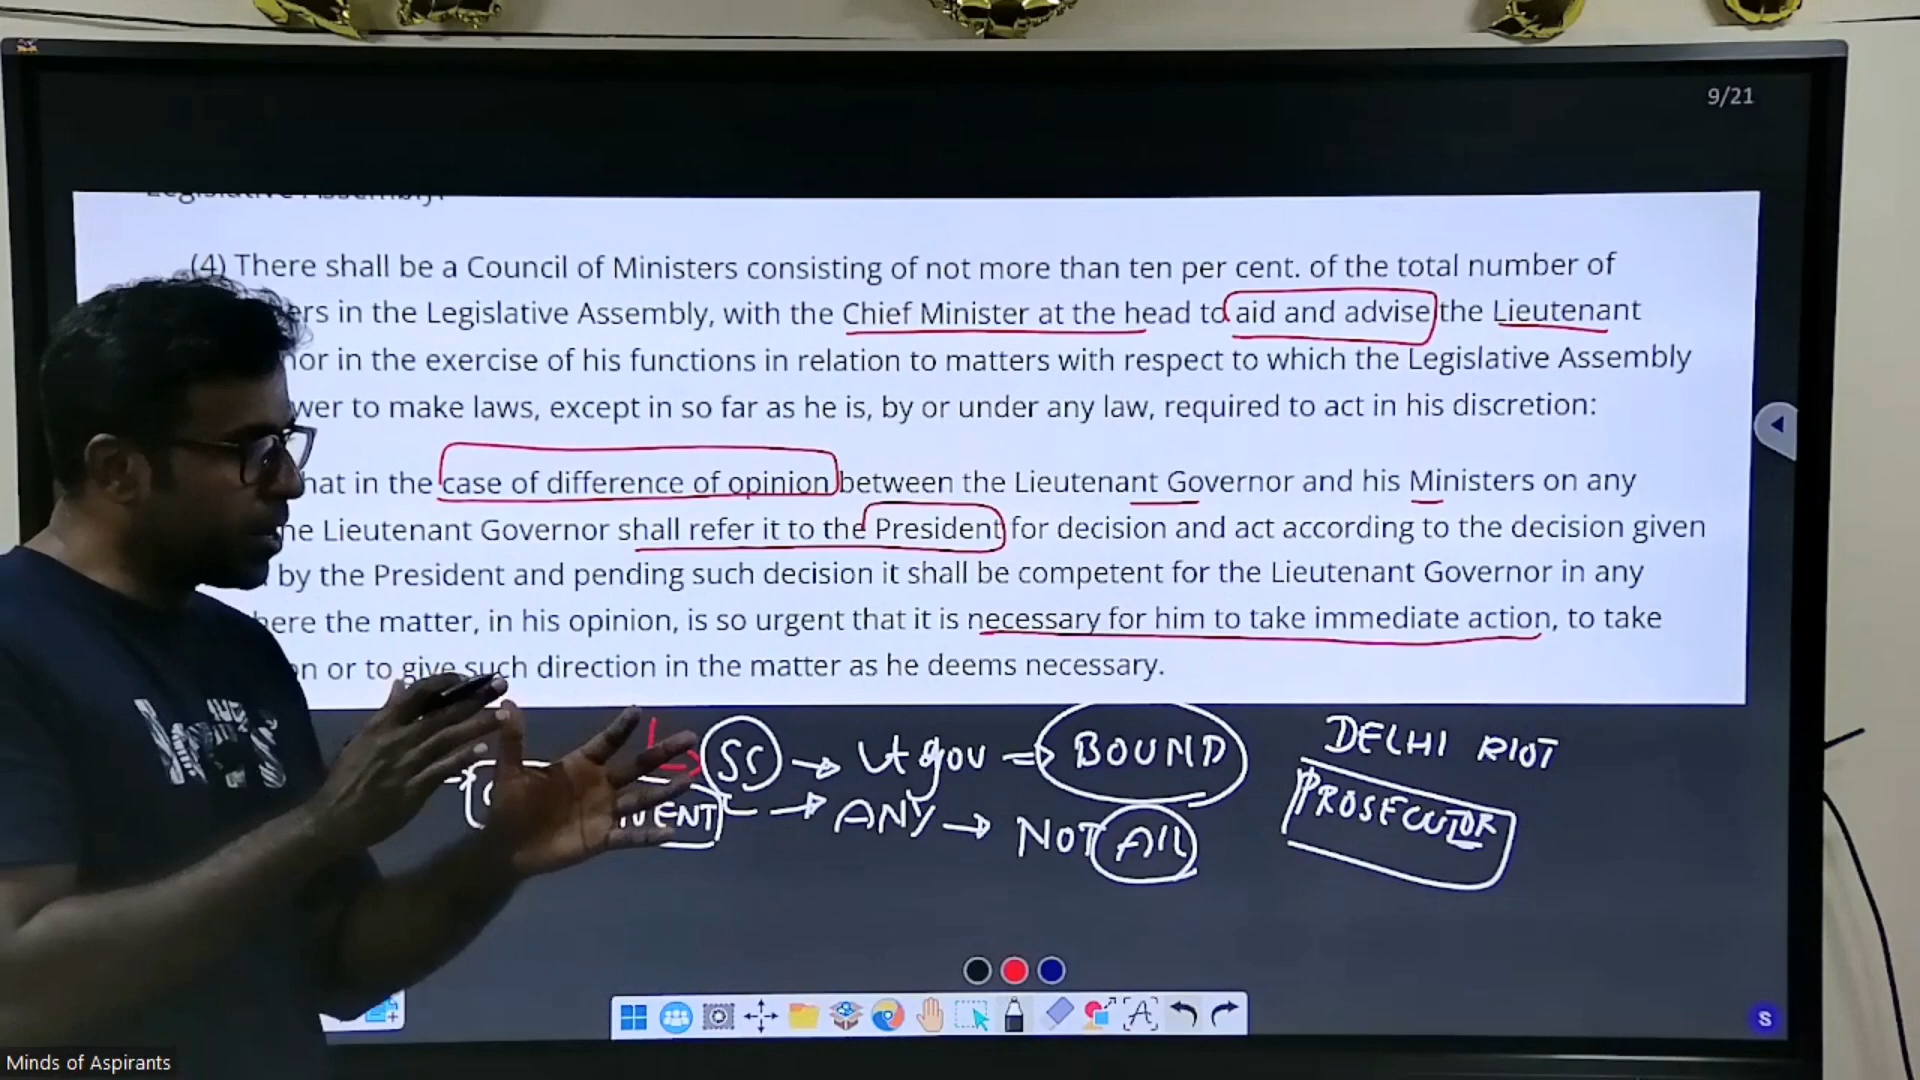 9/21
Legislative Assembly.
(4) There shall be a Council of Ministers consisting of not more than ten per cent. of the total number of
ers in the Legislative Assembly, with the Chief Minister at the head to aid and advise the Lieutenant
nor in the exercise of his functions in relation to matters with respect to which the Legislative Assembly
wer to make laws, except in so far as he is, by or under any law, required to act in his discretion:
hat in the case of difference of opinion between the Lieutenant Governor and his Ministers on any
he Lieutenant Governor shall refer it to the President for decision and act according to the decision given
by the President and pending such decision it shall be competent for the Lieutenant Governor in any
here the matter, in his opinion, is so urgent that it is necessary for him to take immediate action, to take
n or to give such direction in the matter as he deems necessary.
SC → Lt gov => BOUND
→ ANY → NOT All
DELHI RIOT
PROSECUTOR
S
Minds of Aspirants